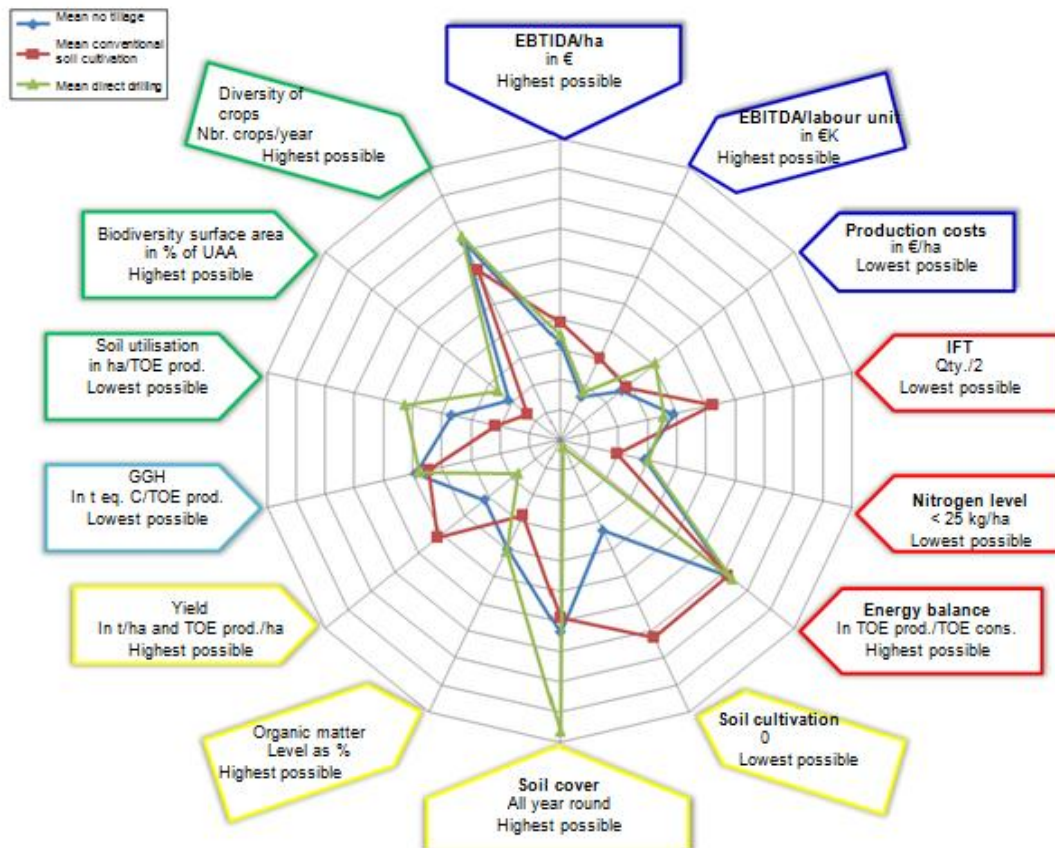 Mean no tillage
Mean conventional
soil cultivation
Mean direct drilling
EBTIDA/ha
in €
Highest possible
EBITDA/labour unit
in €K
Highest possible
Production costs
in €/ha
Lowest possible
IFT
Qty./2
Lowest possible
Nitrogen level
< 25 kg/ha
Lowest possible
Energy balance
In TOE prod./TOE cons.
Highest possible
Soil cultivation
0
Lowest possible
Soil cover
All year round
Highest possible
Organic matter
Level as %
Highest possible
Yield
In t/ha and TOE prod./ha
Highest possible
GGH
In t eq. C/TOE prod.
Lowest possible
Soil utilisation
in ha/TOE prod.
Lowest possible
Biodiversity surface area
in % of UAA
Highest possible
Diversity of
crops
Nbr. crops/year
Highest possible